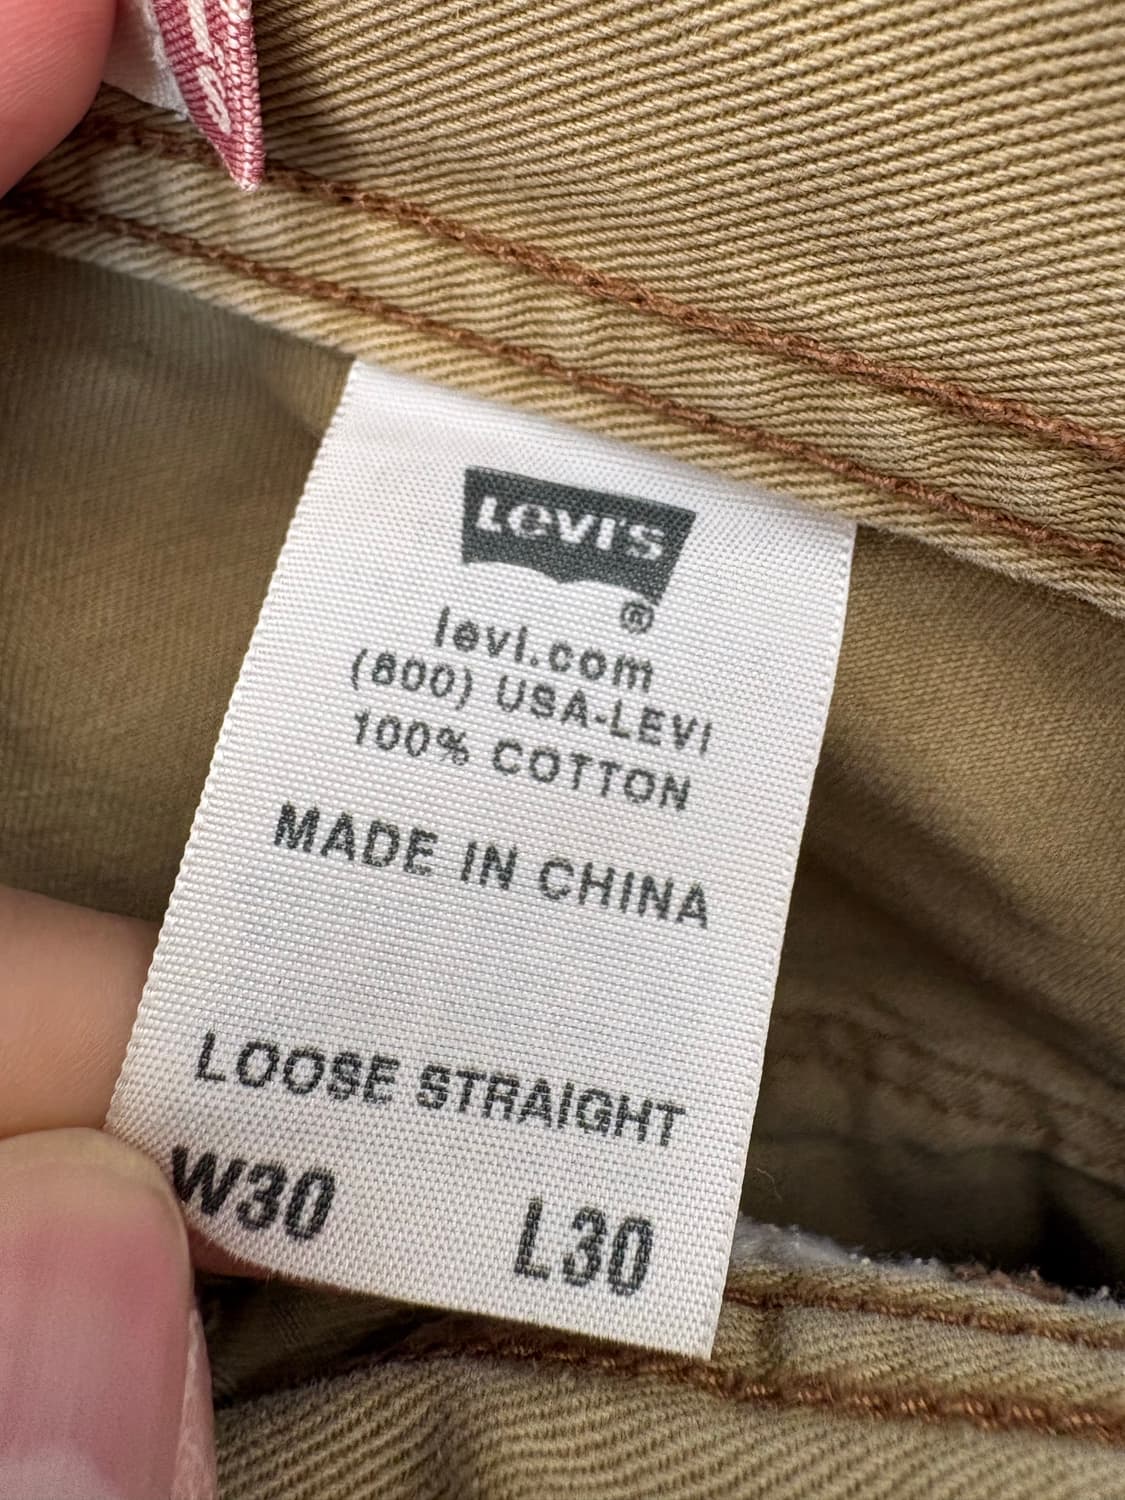 Levi's
®
levi.com
(800) USA-LEVI
100% COTTON
MADE IN CHINA
LOOSE STRAIGHT
W30 L30